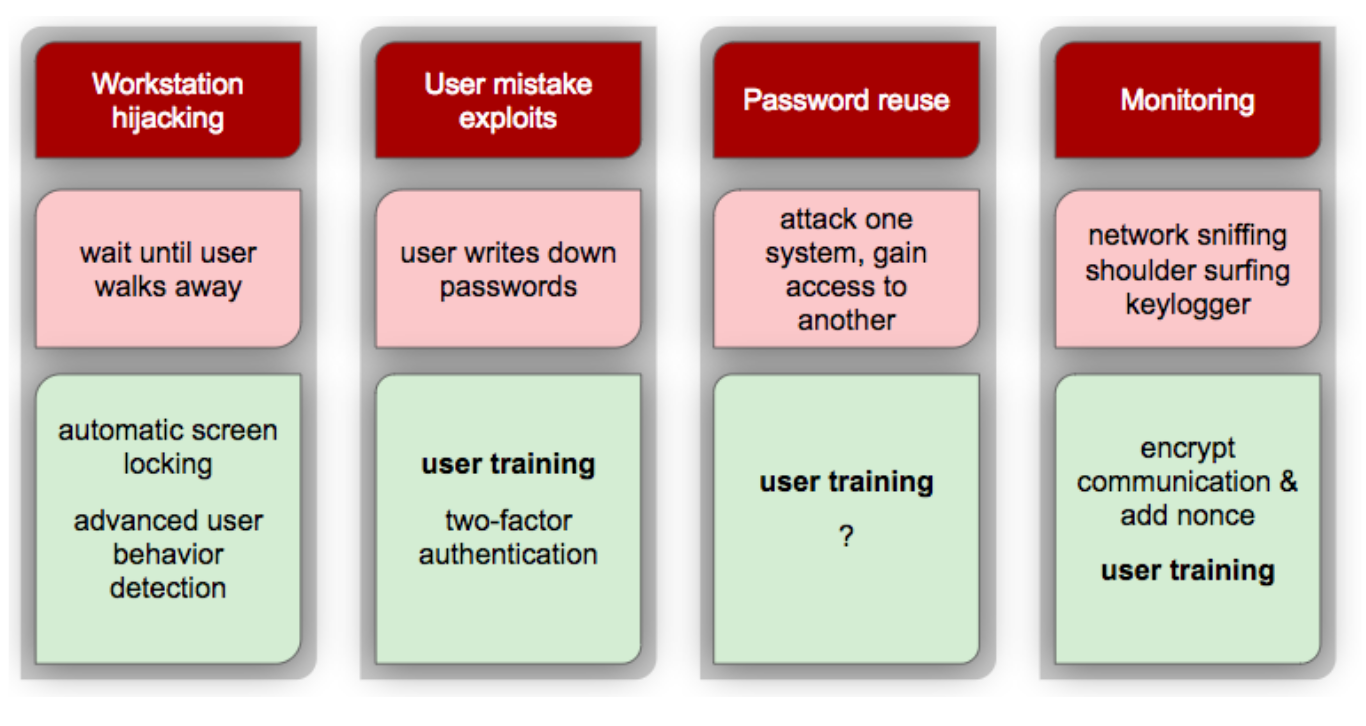 Workstation
hijacking
wait until user
walks away
automatic screen
locking
advanced user
behavior
detection
User mistake
exploits
user writes down
passwords
user training
two-factor
authentication
Password reuse
attack one
system, gain
access to
another
user training
?
Monitoring
network sniffing
shoulder surfing
keylogger
encrypt
communication &
add nonce
user training